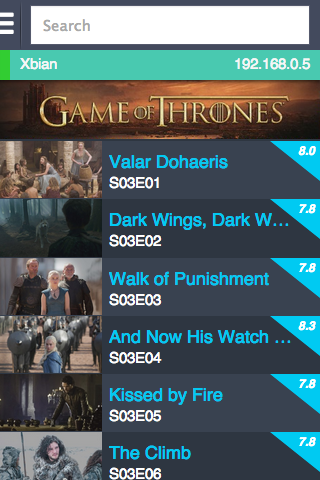 Search
Xbian 192.168.0.5
GAME OF THRONES
8.0
Valar Dohaeris
S03E01
7.8
Dark Wings, Dark W...
S03E02
7.8
Walk of Punishment
S03E03
8.3
And Now His Watch ...
S03E04
7.8
Kissed by Fire
S03E05
7.8
The Climb
S03E06